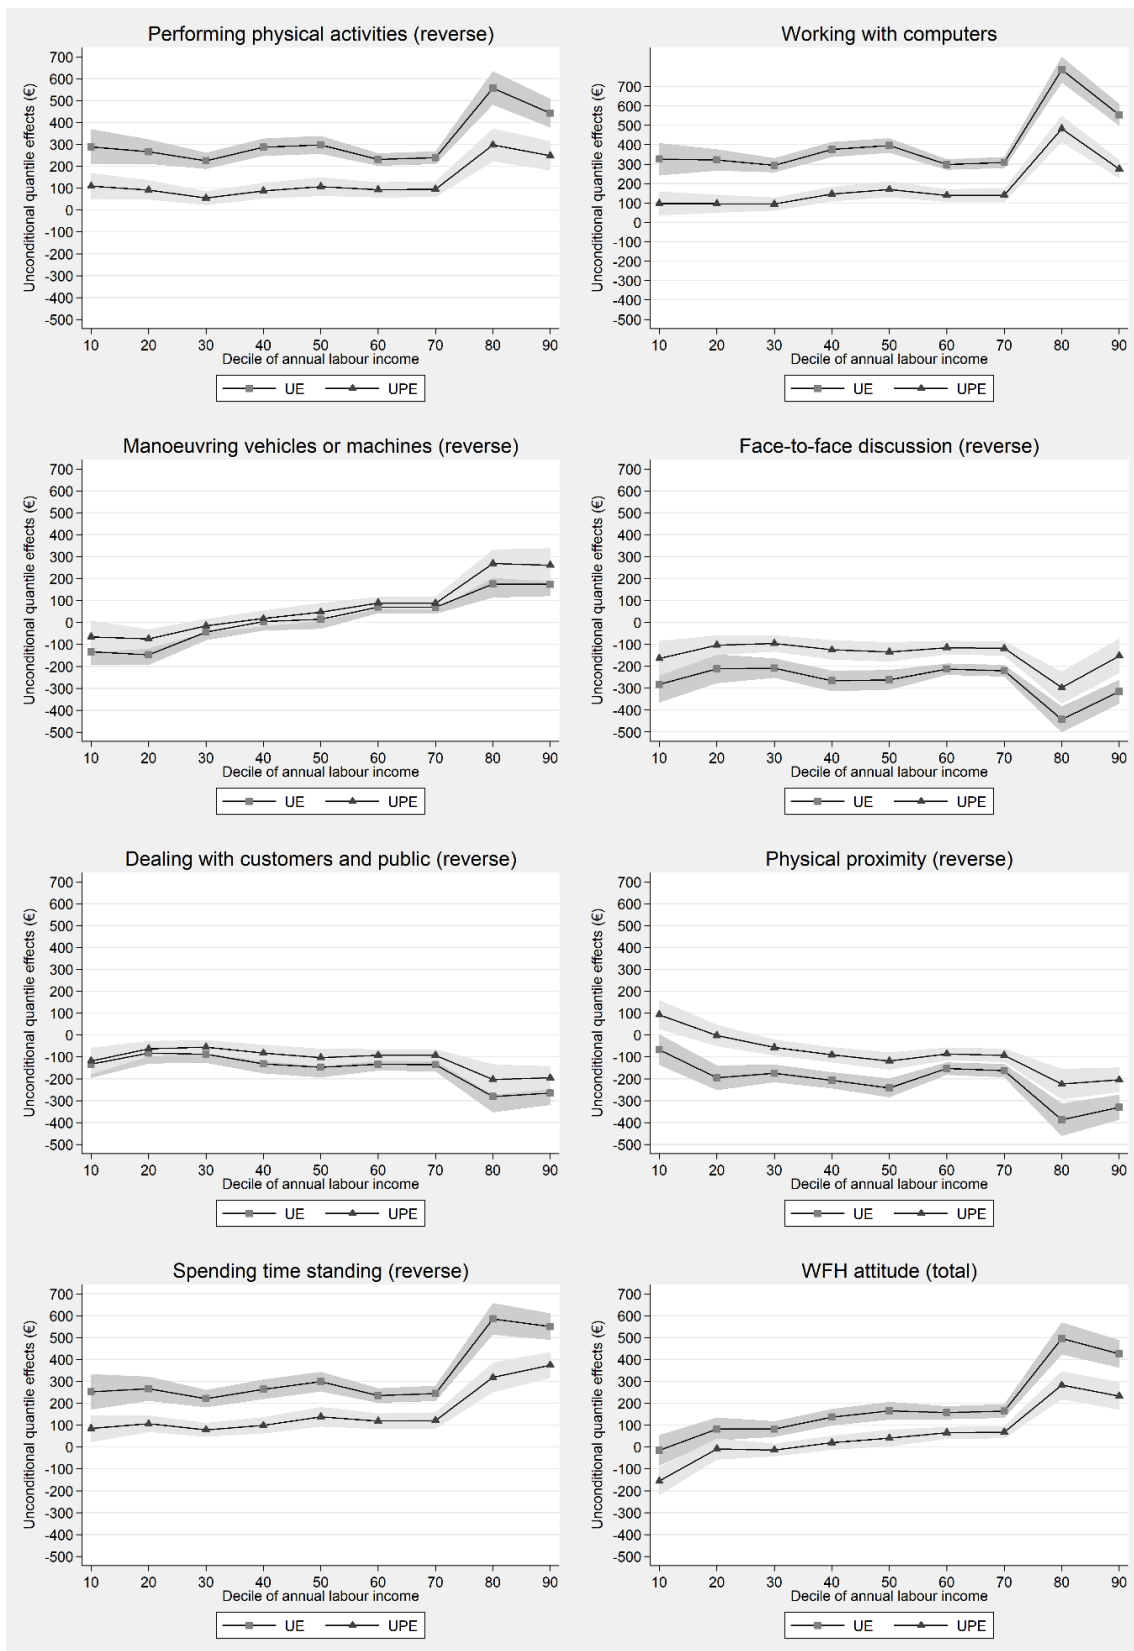 Performing physical activities (reverse)
Unconditional quantile effects (€)
700
600
500
400
300
200
100
0
-100
-200
-300
-400
-500
10 20 30 40 50 60 70 80 90
Decile of annual labour income
UE UPE
Working with computers
Unconditional quantile effects (€)
700
600
500
400
300
200
100
0
-100
-200
-300
-400
-500
10 20 30 40 50 60 70 80 90
Decile of annual labour income
UE UPE
Manoeuvring vehicles or machines (reverse)
Unconditional quantile effects (€)
700
600
500
400
300
200
100
0
-100
-200
-300
-400
-500
10 20 30 40 50 60 70 80 90
Decile of annual labour income
UE UPE
Face-to-face discussion (reverse)
Unconditional quantile effects (€)
700
600
500
400
300
200
100
0
-100
-200
-300
-400
-500
10 20 30 40 50 60 70 80 90
Decile of annual labour income
UE UPE
Dealing with customers and public (reverse)
Unconditional quantile effects (€)
700
600
500
400
300
200
100
0
-100
-200
-300
-400
-500
10 20 30 40 50 60 70 80 90
Decile of annual labour income
UE UPE
Physical proximity (reverse)
Unconditional quantile effects (€)
700
600
500
400
300
200
100
0
-100
-200
-300
-400
-500
10 20 30 40 50 60 70 80 90
Decile of annual labour income
UE UPE
Spending time standing (reverse)
Unconditional quantile effects (€)
700
600
500
400
300
200
100
0
-100
-200
-300
-400
-500
10 20 30 40 50 60 70 80 90
Decile of annual labour income
UE UPE
WFH attitude (total)
Unconditional quantile effects (€)
700
600
500
400
300
200
100
0
-100
-200
-300
-400
-500
10 20 30 40 50 60 70 80 90
Decile of annual labour income
UE UPE